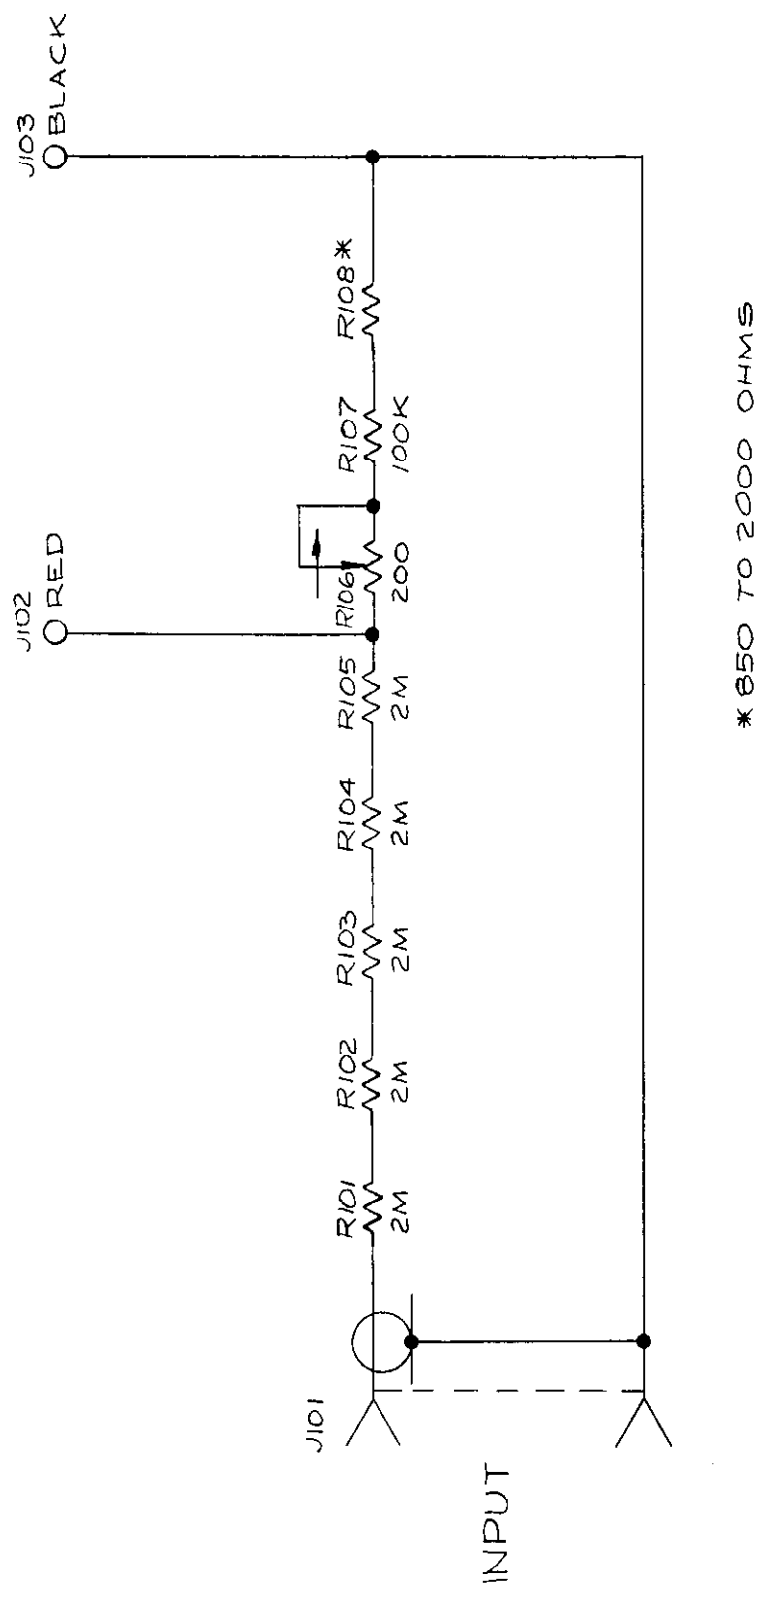 J102
RED
J103
BLACK
J101
INPUT
R101
2M
R102
2M
R103
2M
R104
2M
R105
2M
R106
200
R107
100K
R108*
* 850 TO 2000 OHMS